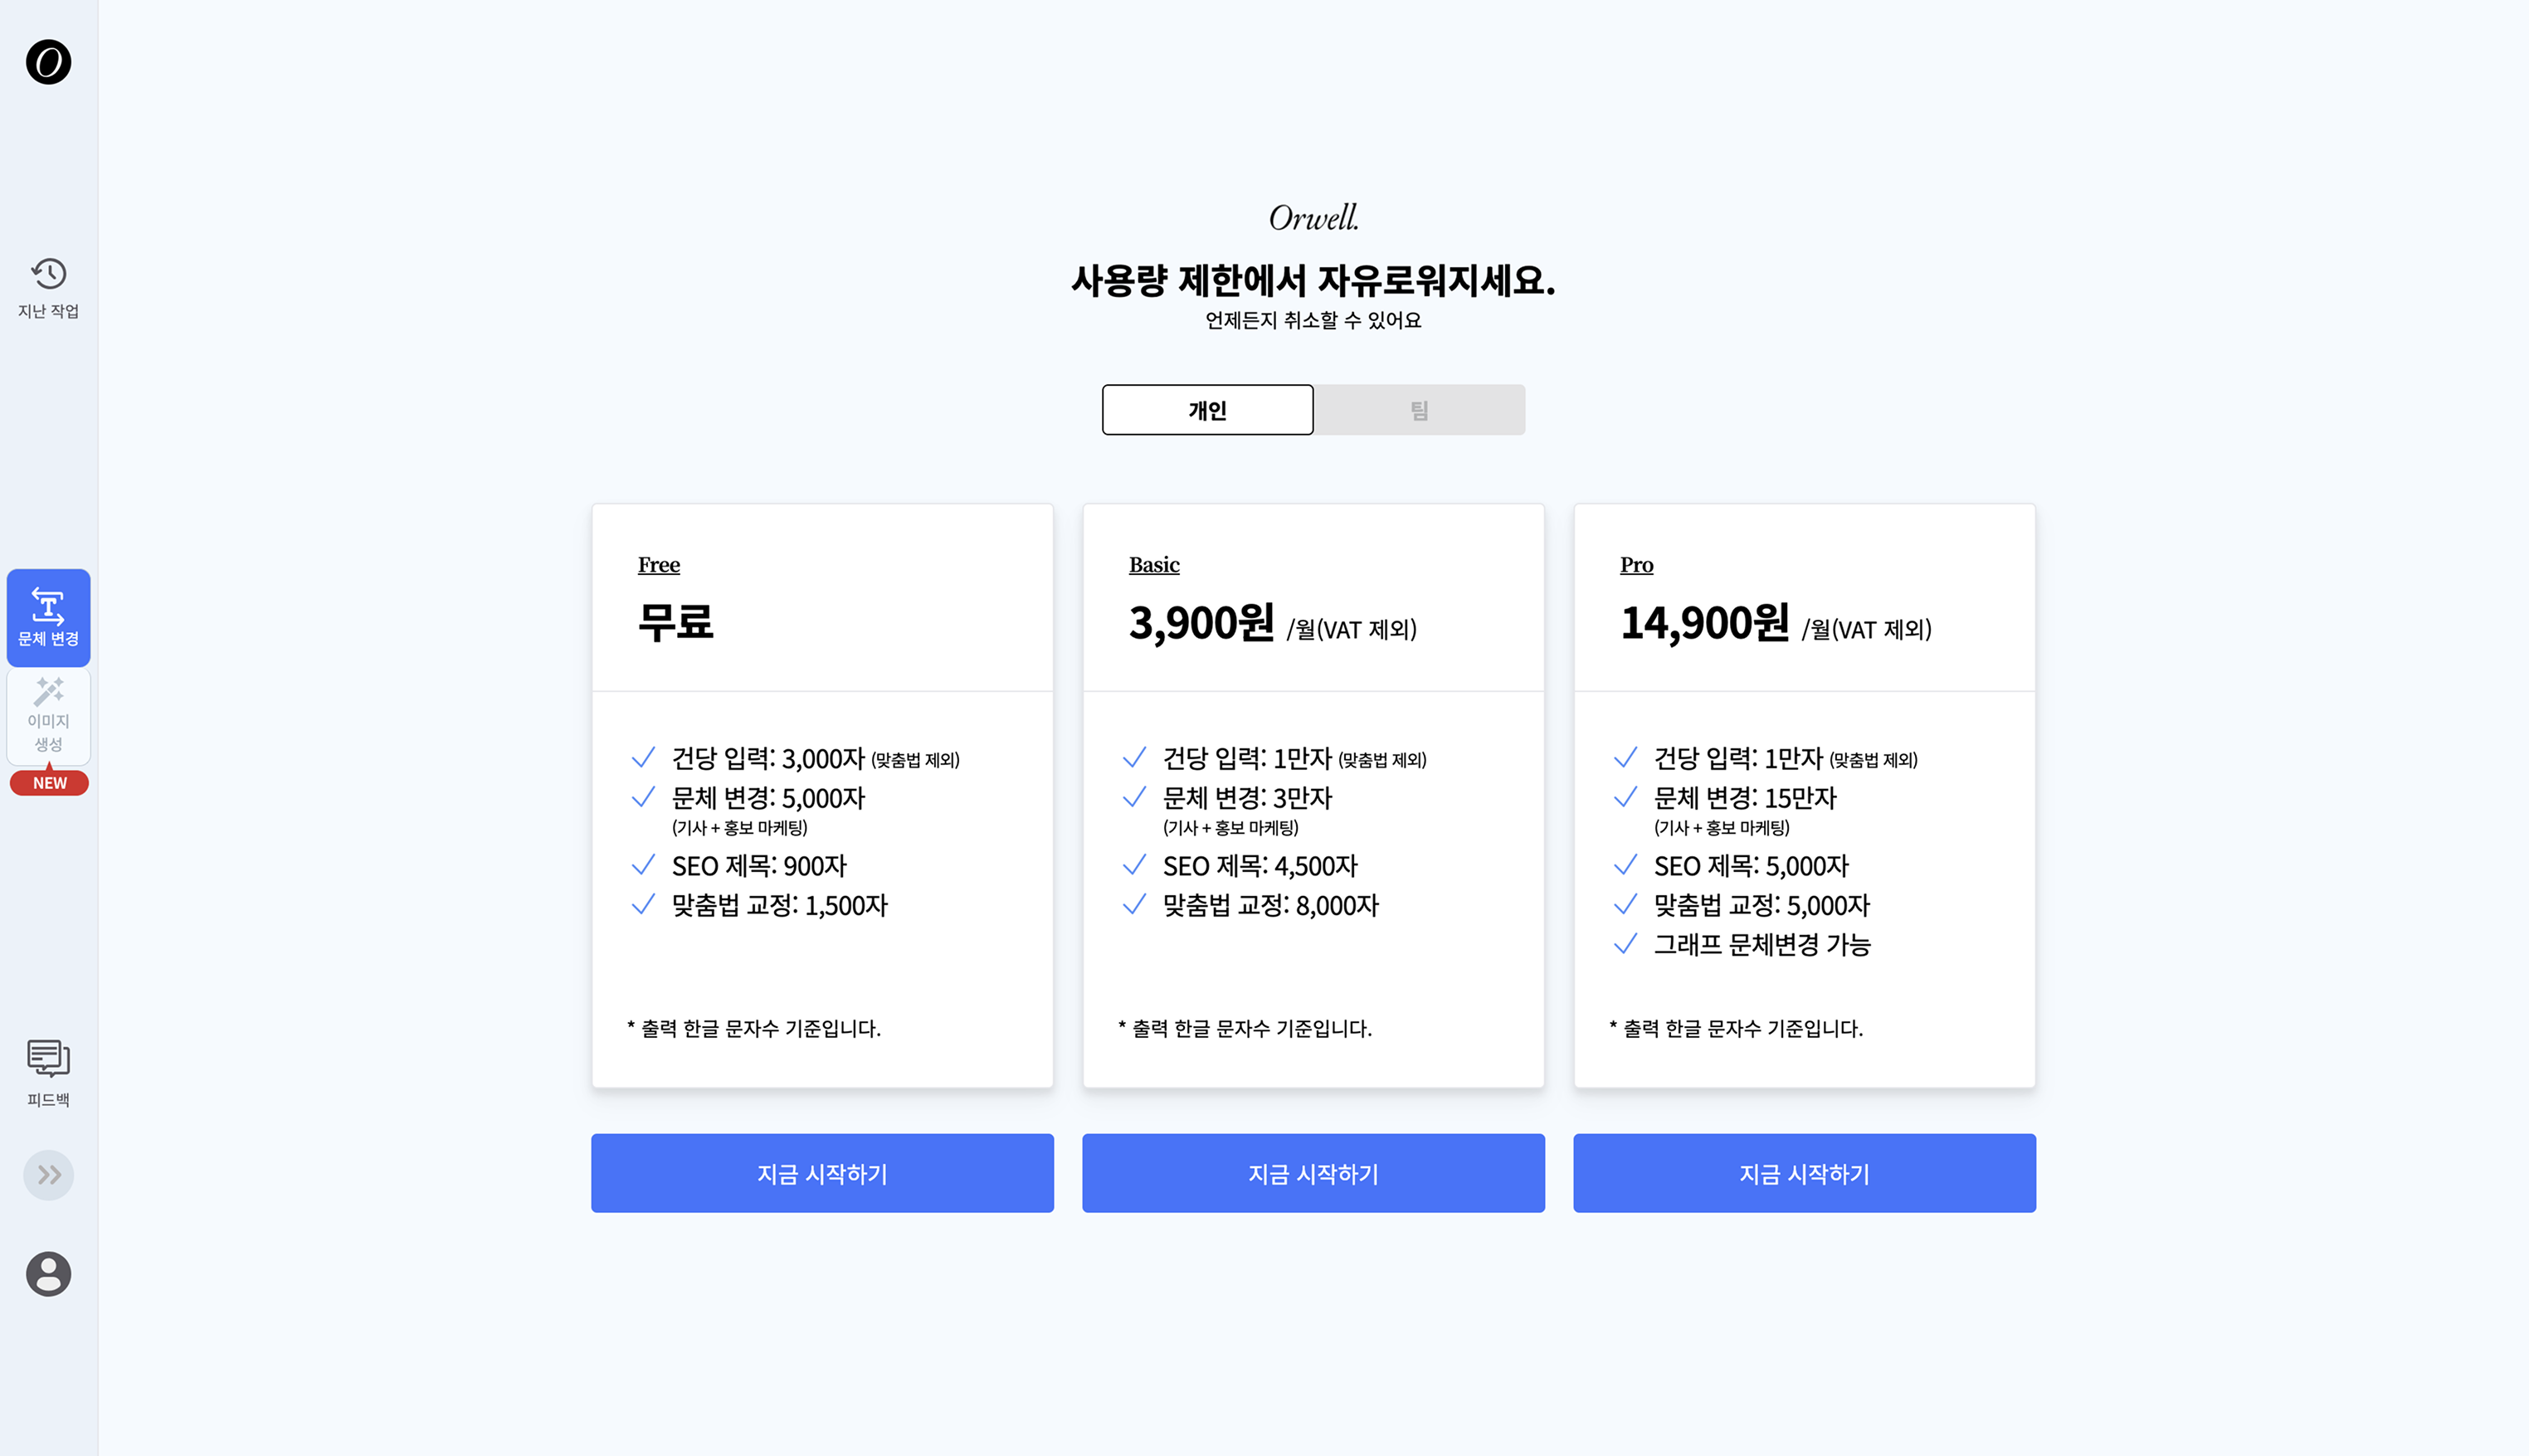 O
지난 작업
문체 변경
이미지
생성
NEW
피드백
Orwell.
사용량 제한에서 자유로워지세요.
언제든지 취소할 수 있어요
개인
팀
Free
무료
건당 입력: 3,000자 (맞춤법 제외)
문체 변경: 5,000자
(기사 + 홍보 마케팅)
SEO 제목: 900자
맞춤법 교정: 1,500자
* 출력 한글 문자수 기준입니다.
지금 시작하기
Basic
3,900원 /월(VAT 제외)
건당 입력: 1만자 (맞춤법 제외)
문체 변경: 3만자
(기사 + 홍보 마케팅)
SEO 제목: 4,500자
맞춤법 교정: 8,000자
* 출력 한글 문자수 기준입니다.
지금 시작하기
Pro
14,900원 /월(VAT 제외)
건당 입력: 1만자 (맞춤법 제외)
문체 변경: 15만자
(기사 + 홍보 마케팅)
SEO 제목: 5,000자
맞춤법 교정: 5,000자
그래프 문체변경 가능
* 출력 한글 문자수 기준입니다.
지금 시작하기